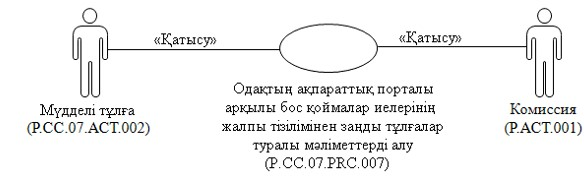 «Қатысу»
«Қатысу»
Мүдделі тұлға
(P.CC.07.ACT.002)
Одақтың ақпараттық порталы
арқылы бос қоймалар иелерінің
жалпы тізілімінен заңды тұлғалар
туралы мәліметтерді алу
(P.CC.07.PRC.007)
Комиссия
(P.ACT.001)